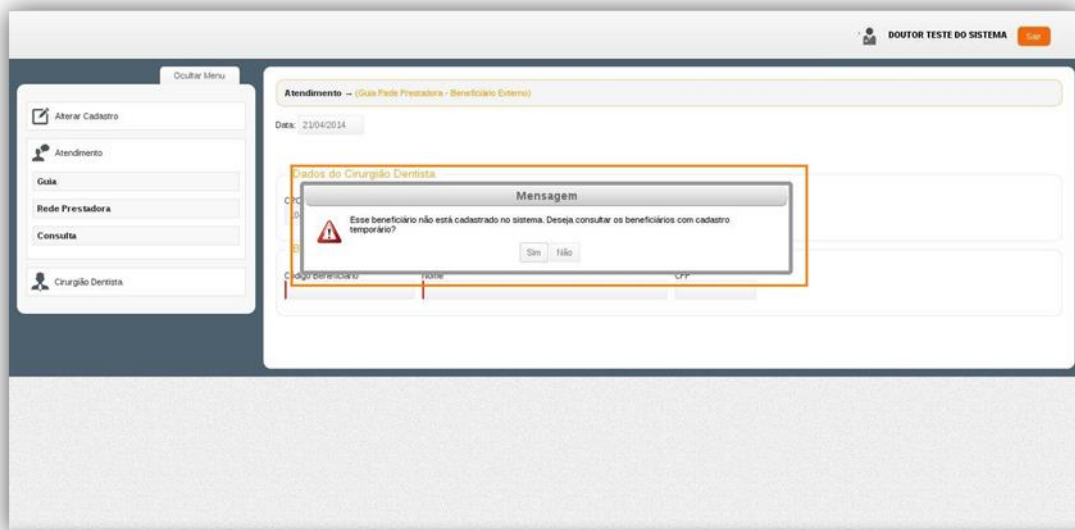 DOUTOR TESTE DO SISTEMA Sair
Ocultar Menu
Alterar Cadastro
Atendimento
Guia
Rede Prestadora
Consulta
Cirurgião Dentista
Atendimento → (Guia Rede Prestadora - Beneficiário Externo)
Data: 21/04/2014
Dados do Cirurgião Dentista
Mensagem
Esse beneficiário não está cadastrado no sistema. Deseja consultar os beneficiários com cadastro
temporário?
Sim Não
Código Beneficiário Nome CPF